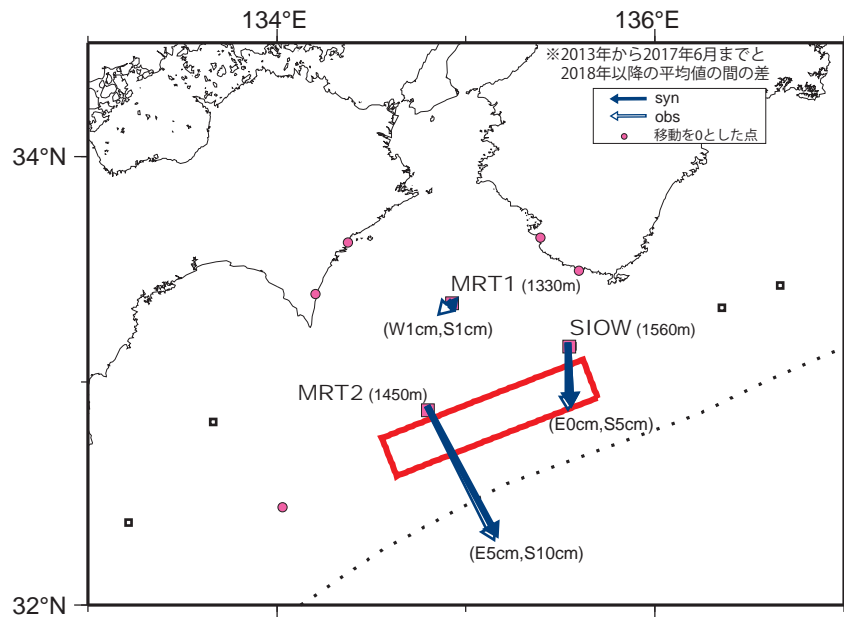 134°E
136°E
※2013年から2017年6月までと
2018年以降の平均値の間の差
syn
obs
移動を0とした点
34°N
MRT1 (1330m)
(W1cm,S1cm)
SIOW (1560m)
MRT2 (1450m)
(E0cm,S5cm)
(E5cm,S10cm)
32°N